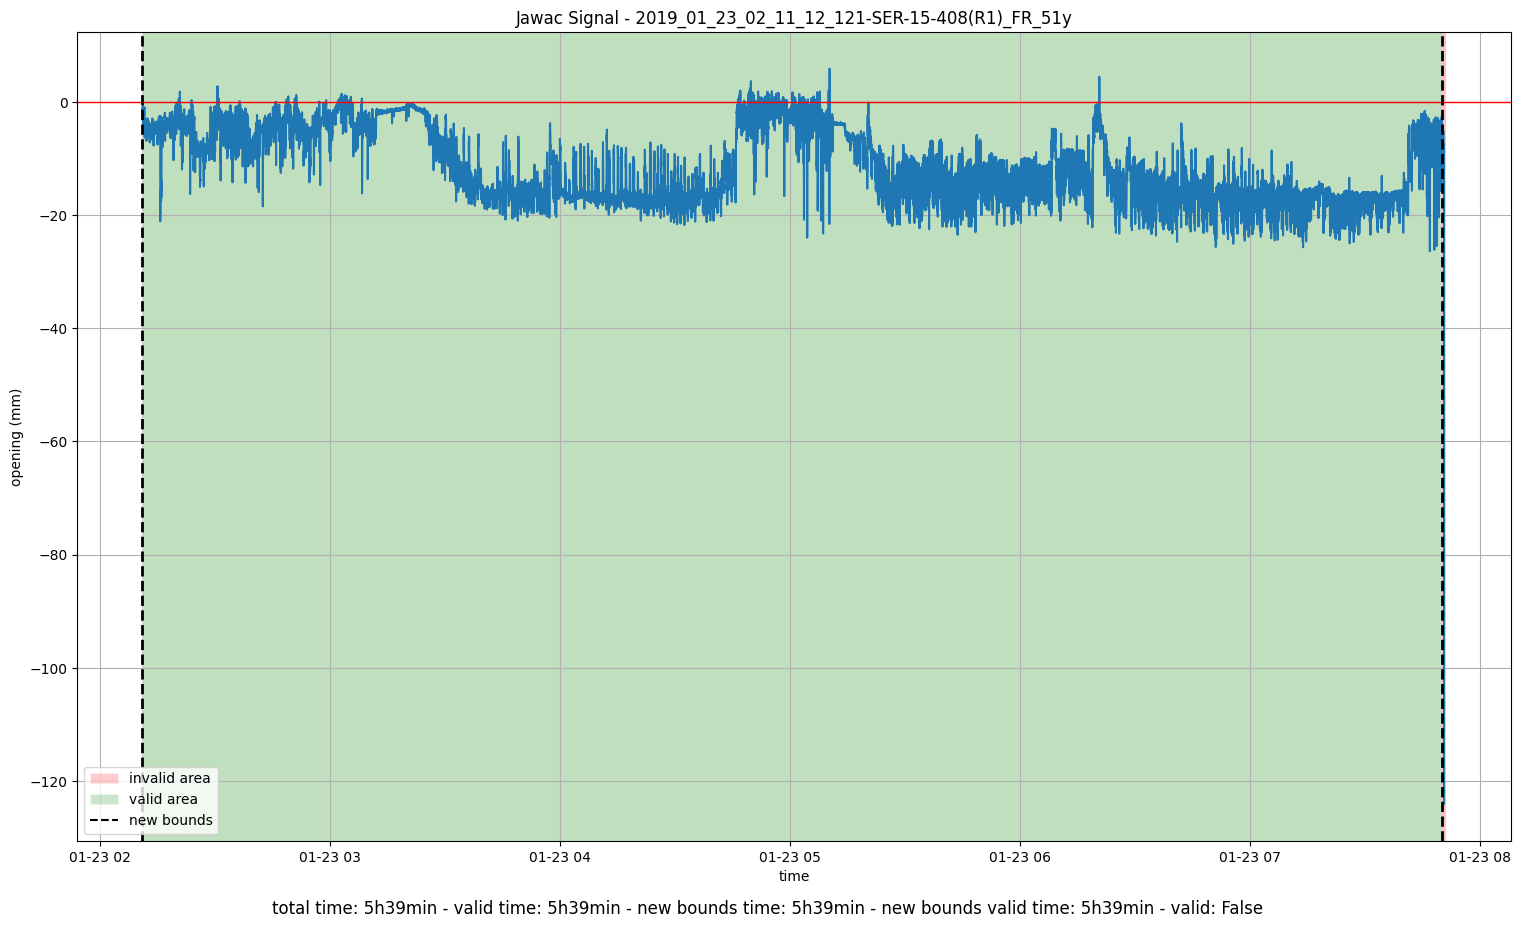 Jawac Signal - 2019_01_23_02_11_12_121-SER-15-408(R1)_FR_51y
0
−20
−40
−60
−80
−100
−120
opening (mm)
invalid area
valid area
new bounds
01-23 02
01-23 03
01-23 04
01-23 05
01-23 06
01-23 07
01-23 08
time
total time: 5h39min - valid time: 5h39min - new bounds time: 5h39min - new bounds valid time: 5h39min - valid: False